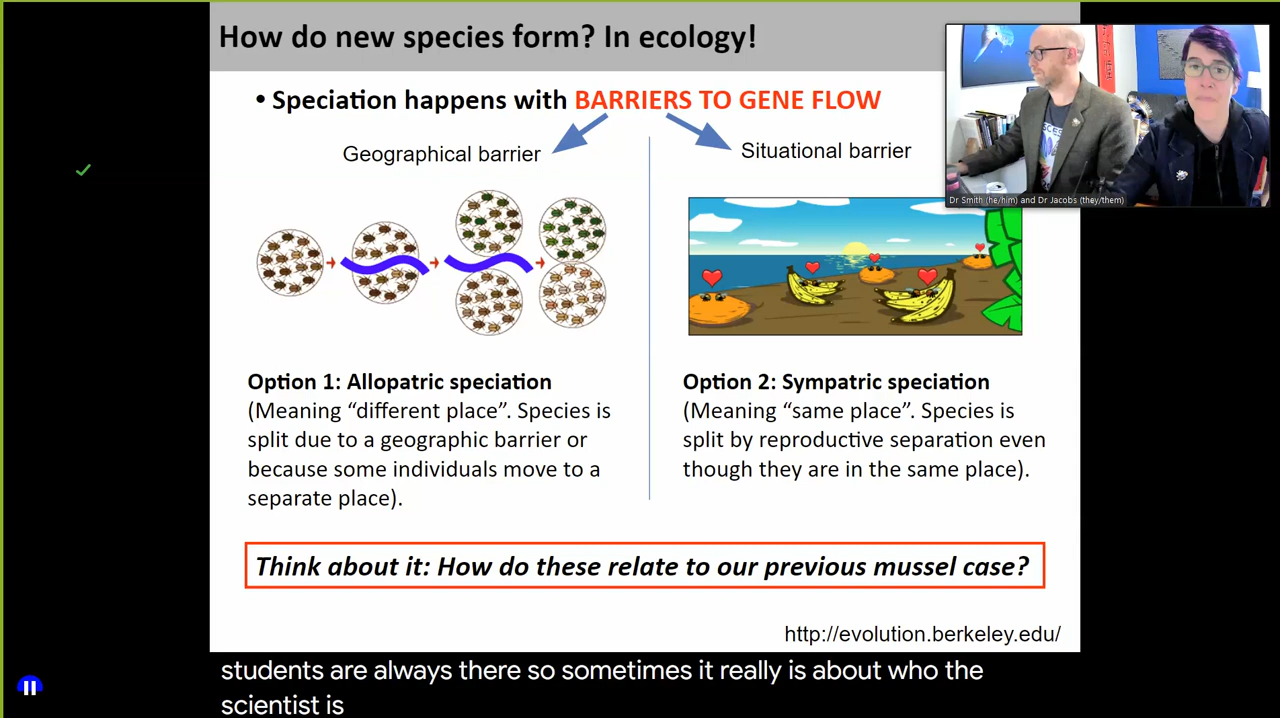 How do new species form? In ecology!
• Speciation happens with BARRIERS TO GENE FLOW
Geographical barrier
Situational barrier
Dr Smith (he/him) and Dr Jacobs (they/them)
Option 1: Allopatric speciation
(Meaning “different place”. Species is
split due to a geographic barrier or
because some individuals move to a
separate place).
Option 2: Sympatric speciation
(Meaning “same place”. Species is
split by reproductive separation even
though they are in the same place).
Think about it: How do these relate to our previous mussel case?
http://evolution.berkeley.edu/
students are always there so sometimes it really is about who the
scientist is